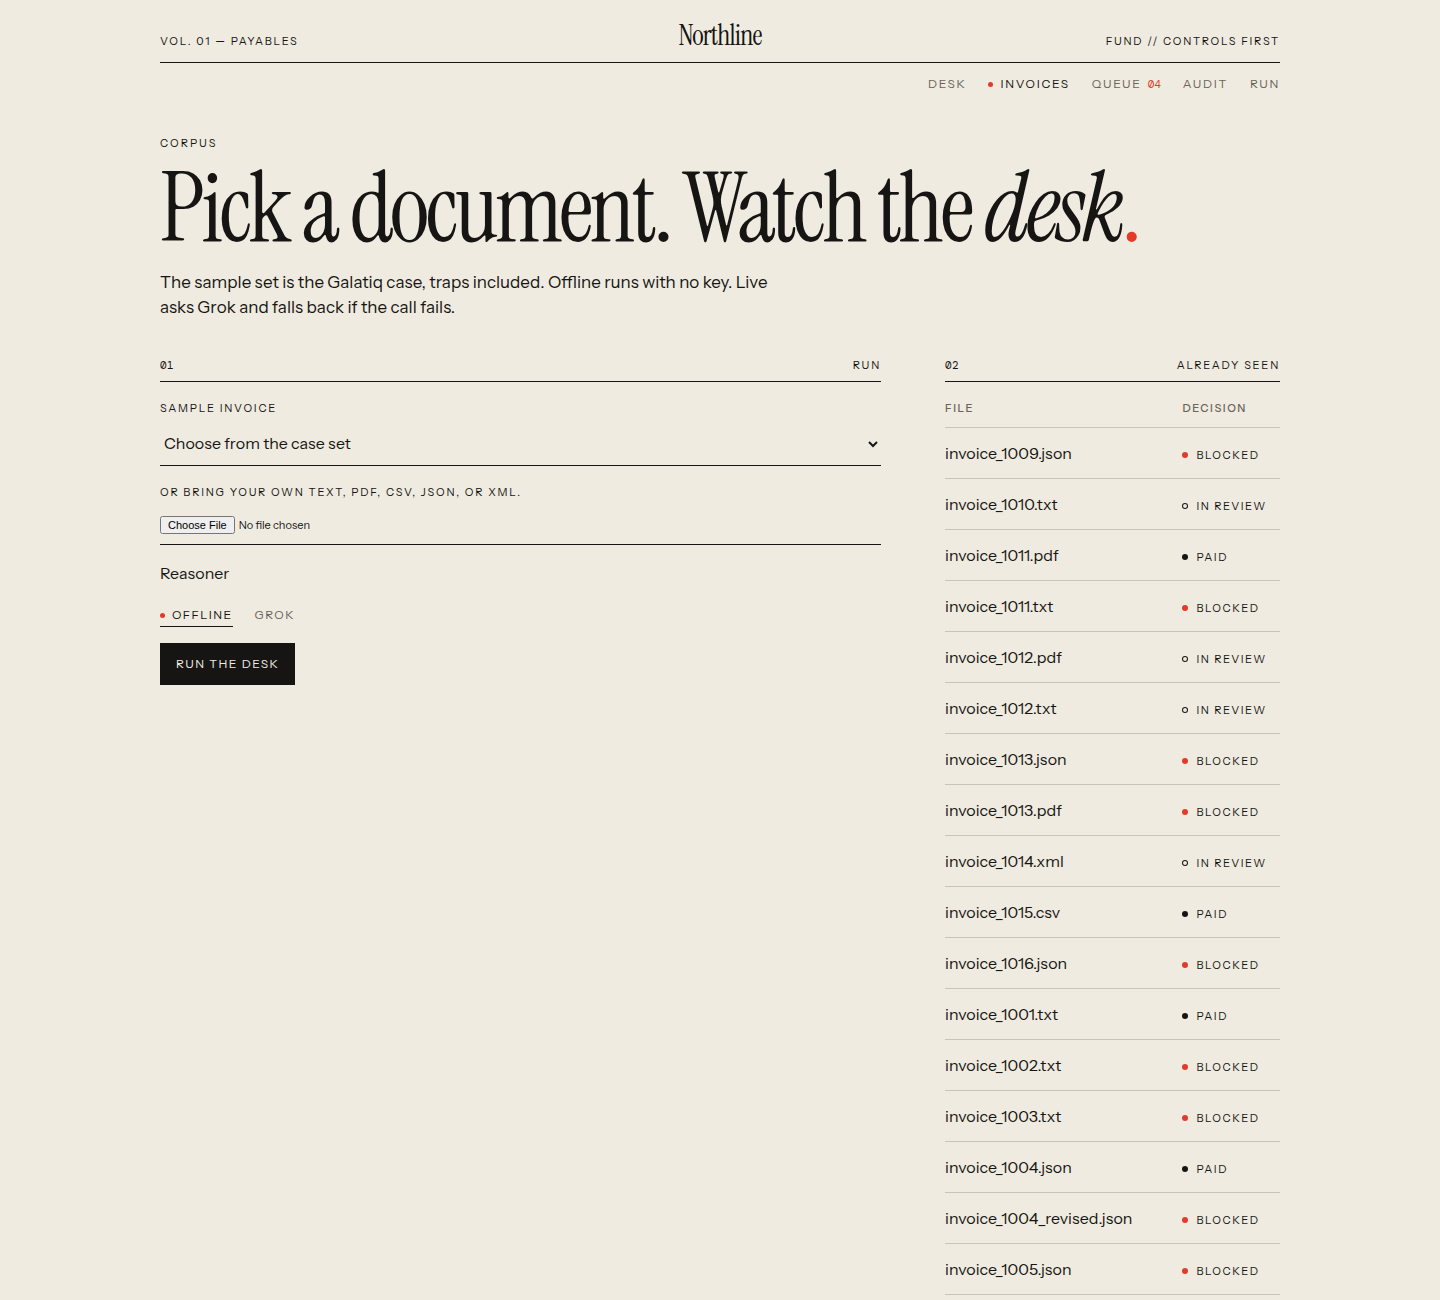 VOL. 01 — PAYABLES
Northline
FUND // CONTROLS FIRST
DESK
INVOICES
QUEUE 04
AUDIT
RUN
CORPUS
Pick a document. Watch the desk.
The sample set is the Galatiq case, traps included. Offline runs with no key. Live
asks Grok and falls back if the call fails.
01
RUN
SAMPLE INVOICE
Choose from the case set
OR BRING YOUR OWN TEXT, PDF, CSV, JSON, OR XML.
Choose File No file chosen
Reasoner
OFFLINE
GROK
RUN THE DESK
02
ALREADY SEEN
FILE DECISION
invoice_1009.json BLOCKED
invoice_1010.txt IN REVIEW
invoice_1011.pdf PAID
invoice_1011.txt BLOCKED
invoice_1012.pdf IN REVIEW
invoice_1012.txt IN REVIEW
invoice_1013.json BLOCKED
invoice_1013.pdf BLOCKED
invoice_1014.xml IN REVIEW
invoice_1015.csv PAID
invoice_1016.json BLOCKED
invoice_1001.txt PAID
invoice_1002.txt BLOCKED
invoice_1003.txt BLOCKED
invoice_1004.json PAID
invoice_1004_revised.json BLOCKED
invoice_1005.json BLOCKED